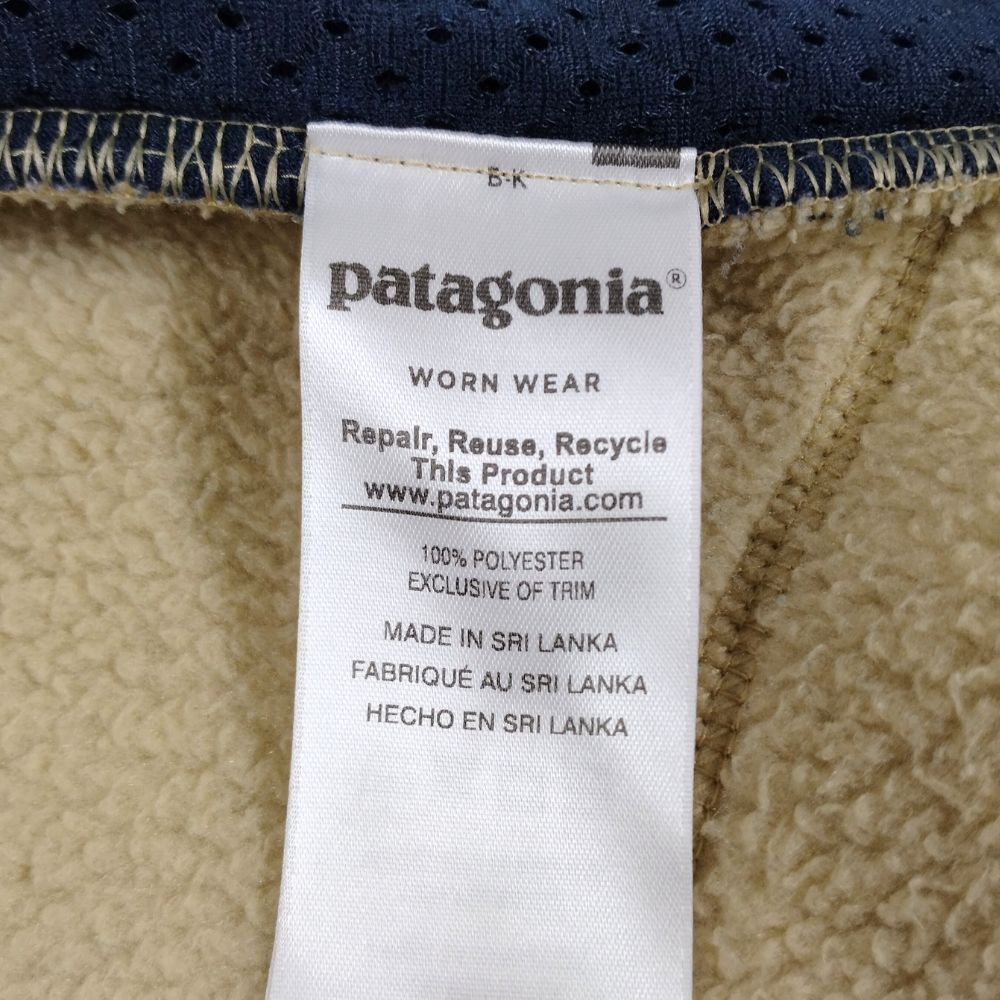 patagonia®
WORN WEAR
Repair, Reuse, Recycle
This Product
www.patagonia.com
100% POLYESTER
EXCLUSIVE OF TRIM
MADE IN SRI LANKA
FABRIQUÉ AU SRI LANKA
HECHO EN SRI LANKA